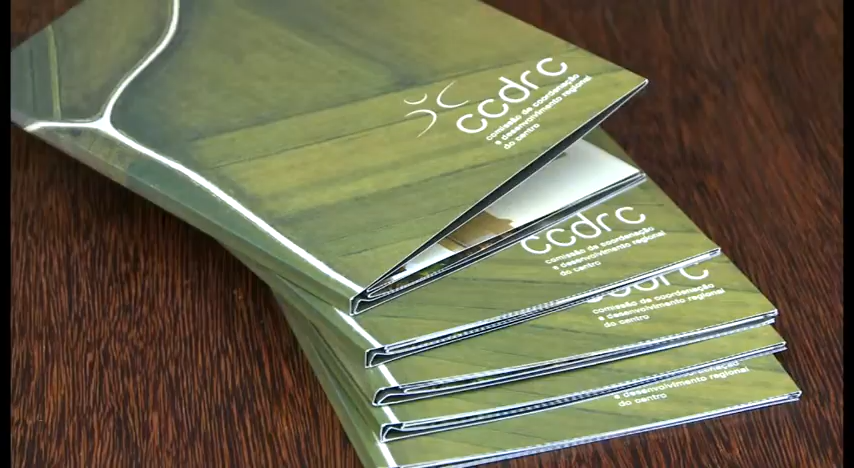 ccdrc
comissão de coordenação
e desenvolvimento regional
do centro
ccdrc
comissão de coordenação
e desenvolvimento regional
do centro
ccdrc
comissão de coordenação
e desenvolvimento regional
do centro
e desenvolvimento regional
do centro